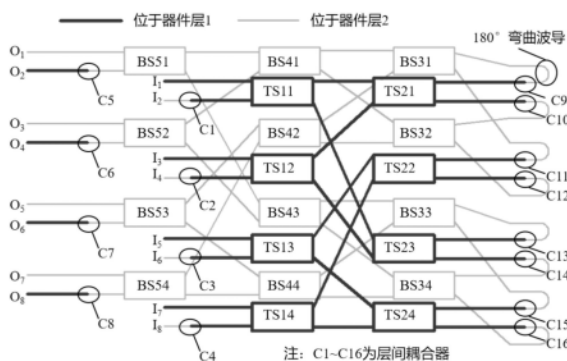 位于器件层1 位于器件层2
180° 弯曲波导
O₁ BS51 BS41 BS31
O₂ I₁ TS11 TS21
C5 I₂ C1 C9
C10
O₃ BS52 BS42 BS32
O₄ I₃ TS12 TS22 C11
C6 I₄ C2 C12
O₅ BS53 BS43 BS33
O₆ I₅ TS13 TS23 C13
C7 I₆ C3 C14
O₇ BS54 BS44 BS34
O₈ I₇ TS14 TS24 C15
C8 I₈ C4 C16
注: C1~C16为层间耦合器